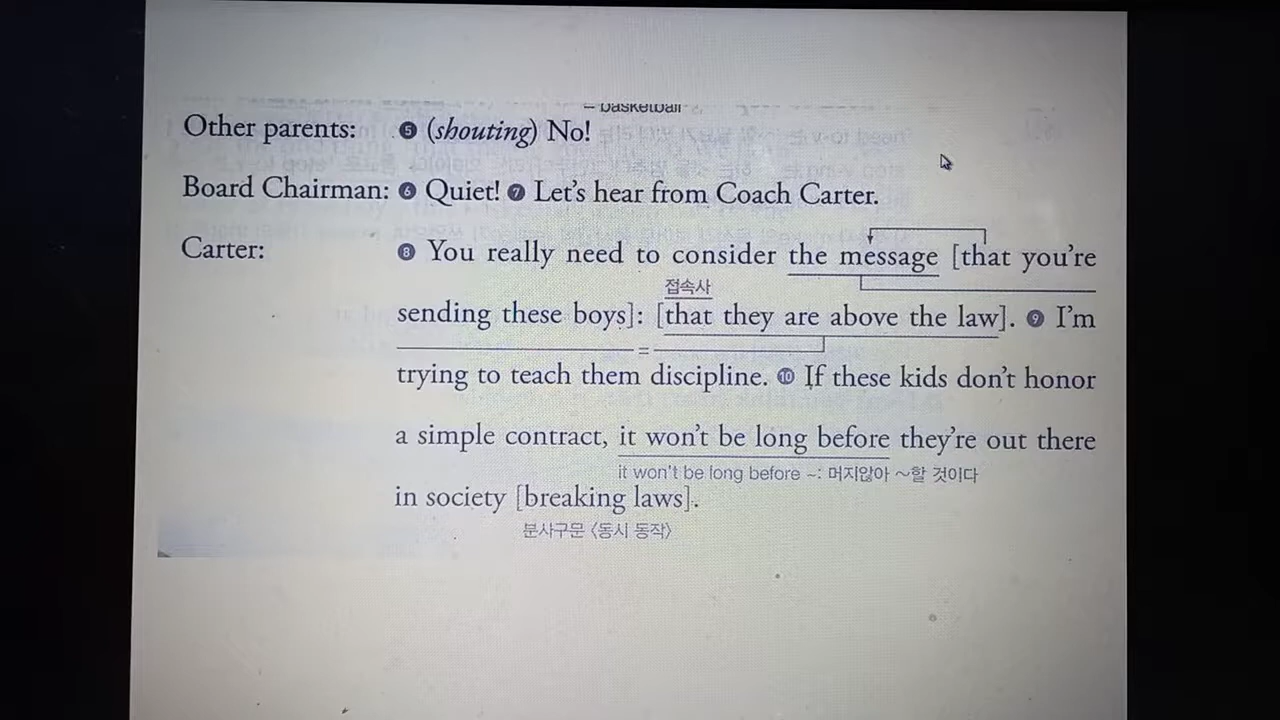 – basketball
Other parents: ❺ (shouting) No!
Board Chairman: ❻ Quiet! ❼ Let's hear from Coach Carter.
Carter: ❽ You really need to consider the message [that you're
접속사
sending these boys]: [that they are above the law]. ❾ I'm
=
trying to teach them discipline. ❿ If these kids don't honor
a simple contract, it won't be long before they're out there
it won't be long before ~: 머지않아 ~할 것이다
in society [breaking laws].
분사구문 〈동시 동작〉